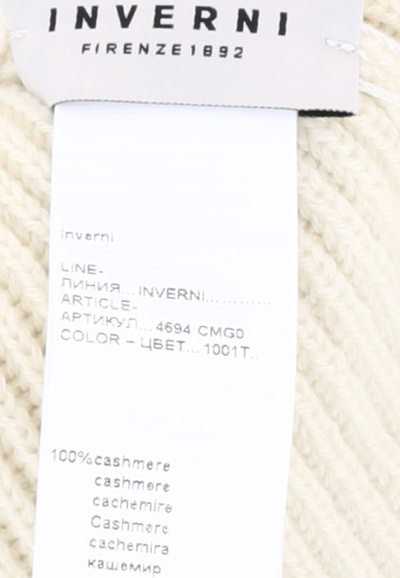 INVERNI
FIRENZE1892
Inverni
LINE-
ЛИНИЯ...INVERNI...........
ARTICLE-
АРТИКУЛ...4694 CMG0
COLOR – ЦВЕТ...1001T..
100%cashmere
cashmere
cachemire
Cashmere
cachemira
кашемир